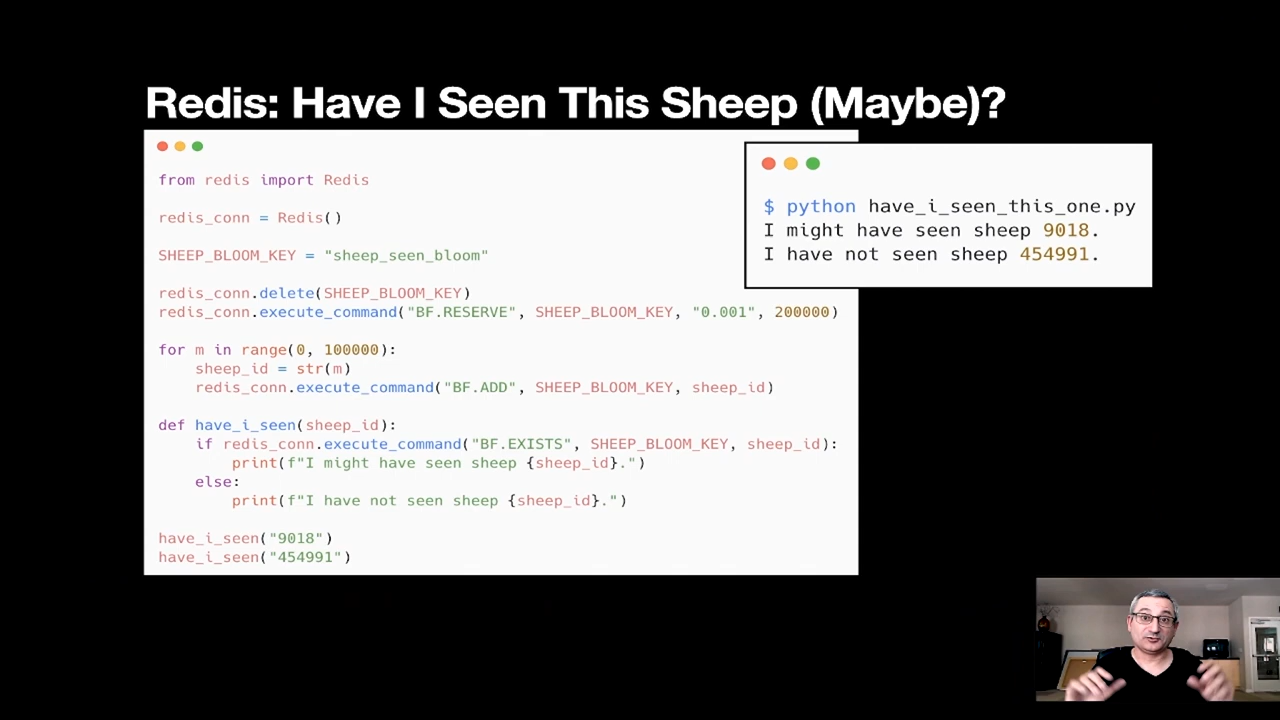 Redis: Have I Seen This Sheep (Maybe)?
from redis import Redis
redis_conn = Redis()
SHEEP_BLOOM_KEY = "sheep_seen_bloom"
redis_conn.delete(SHEEP_BLOOM_KEY)
redis_conn.execute_command("BF.RESERVE", SHEEP_BLOOM_KEY, "0.001", 200000)
for m in range(0, 100000):
    sheep_id = str(m)
    redis_conn.execute_command("BF.ADD", SHEEP_BLOOM_KEY, sheep_id)
def have_i_seen(sheep_id):
    if redis_conn.execute_command("BF.EXISTS", SHEEP_BLOOM_KEY, sheep_id):
        print(f"I might have seen sheep {sheep_id}.")
    else:
        print(f"I have not seen sheep {sheep_id}.")
have_i_seen("9018")
have_i_seen("454991")
$ python have_i_seen_this_one.py
I might have seen sheep 9018.
I have not seen sheep 454991.